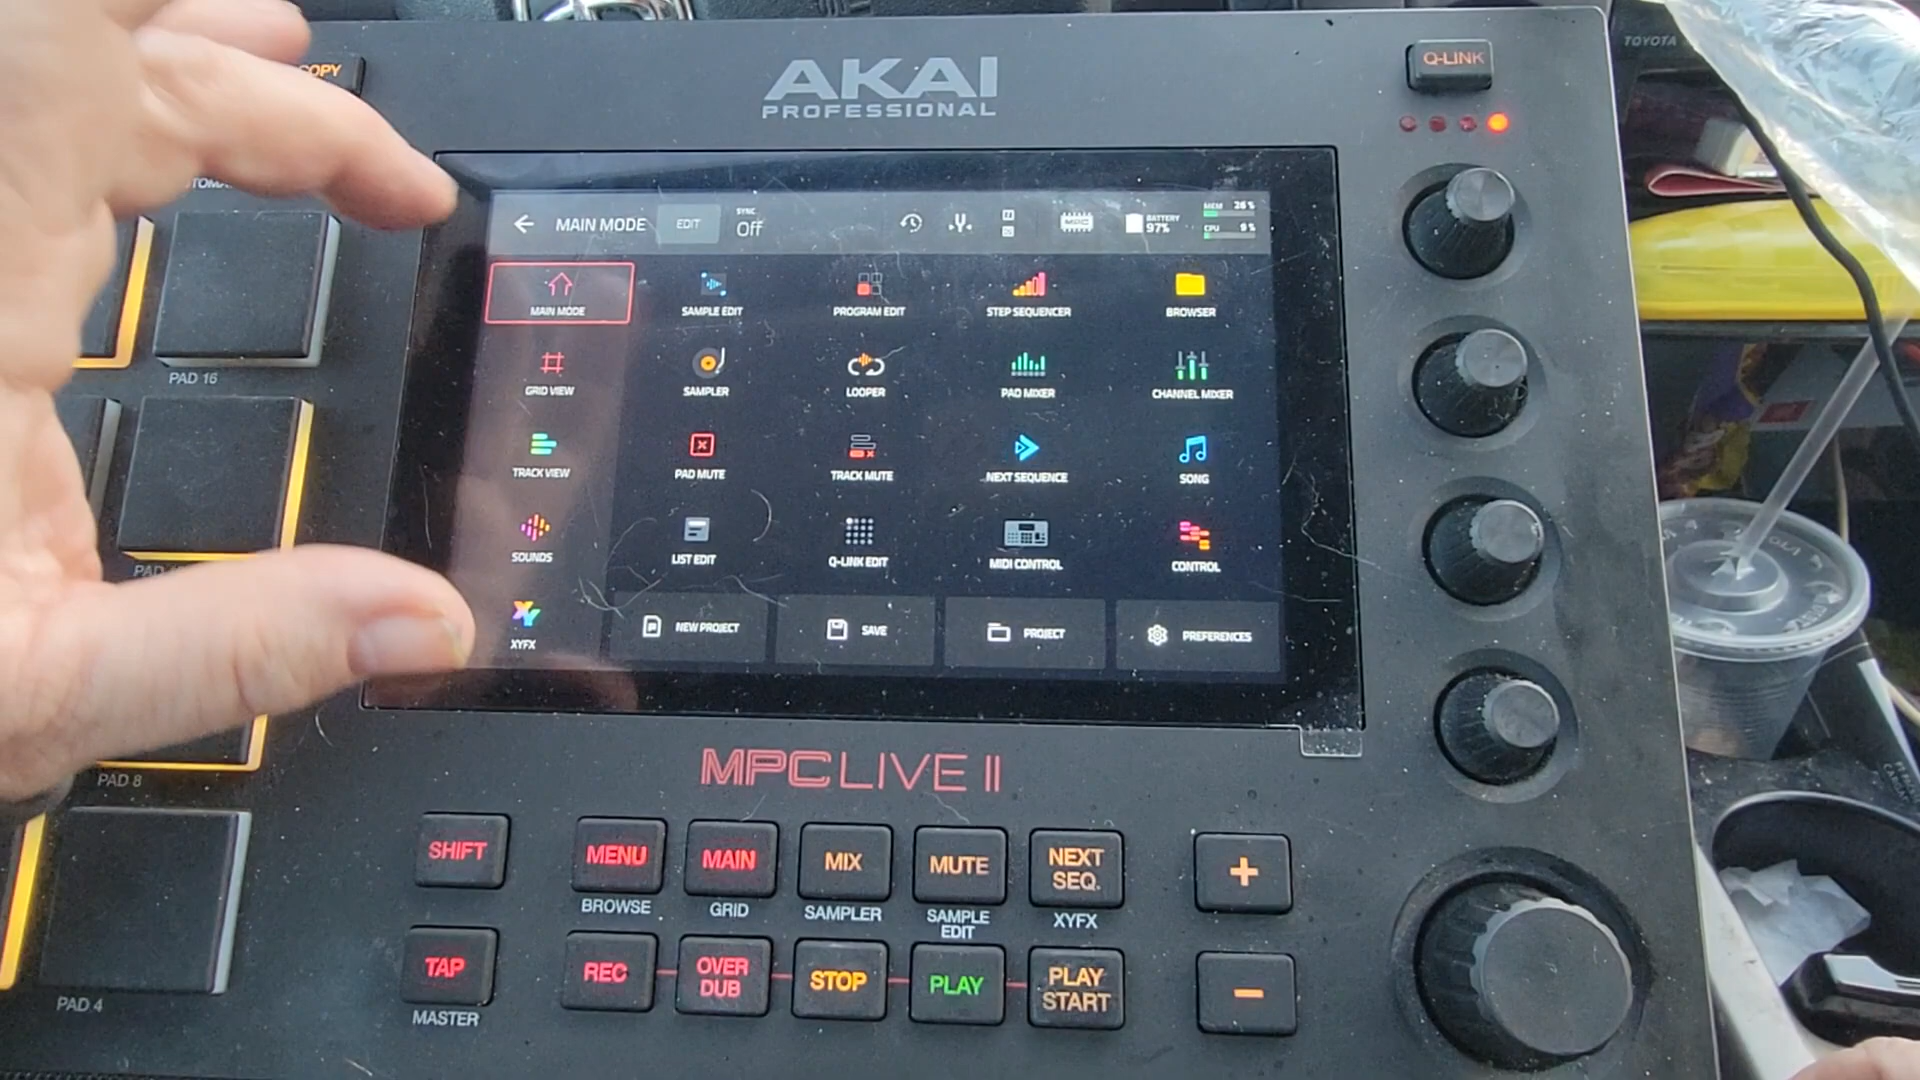 COPY
TOYOTA
Q-LINK
AKAI
PROFESSIONAL
MAIN MODE
EDIT
SYNC
Off
BATTERY
97%
MEM 26%
CPU 9%
MAIN MODE
SAMPLE EDIT
PROGRAM EDIT
STEP SEQUENCER
BROWSER
GRID VIEW
SAMPLER
LOOPER
PAD MIXER
CHANNEL MIXER
TRACK VIEW
PAD MUTE
TRACK MUTE
NEXT SEQUENCE
SONG
SOUNDS
LIST EDIT
Q-LINK EDIT
MIDI CONTROL
CONTROL
XYFX
NEW PROJECT
SAVE
PROJECT
PREFERENCES
PAD 16
PAD 8
PAD 4
MPC LIVE II
SHIFT
MENU
MAIN
MIX
MUTE
NEXT
SEQ.
+
BROWSE
GRID
SAMPLER
SAMPLE
EDIT
XYFX
TAP
REC
OVER
DUB
STOP
PLAY
PLAY
START
-
MASTER